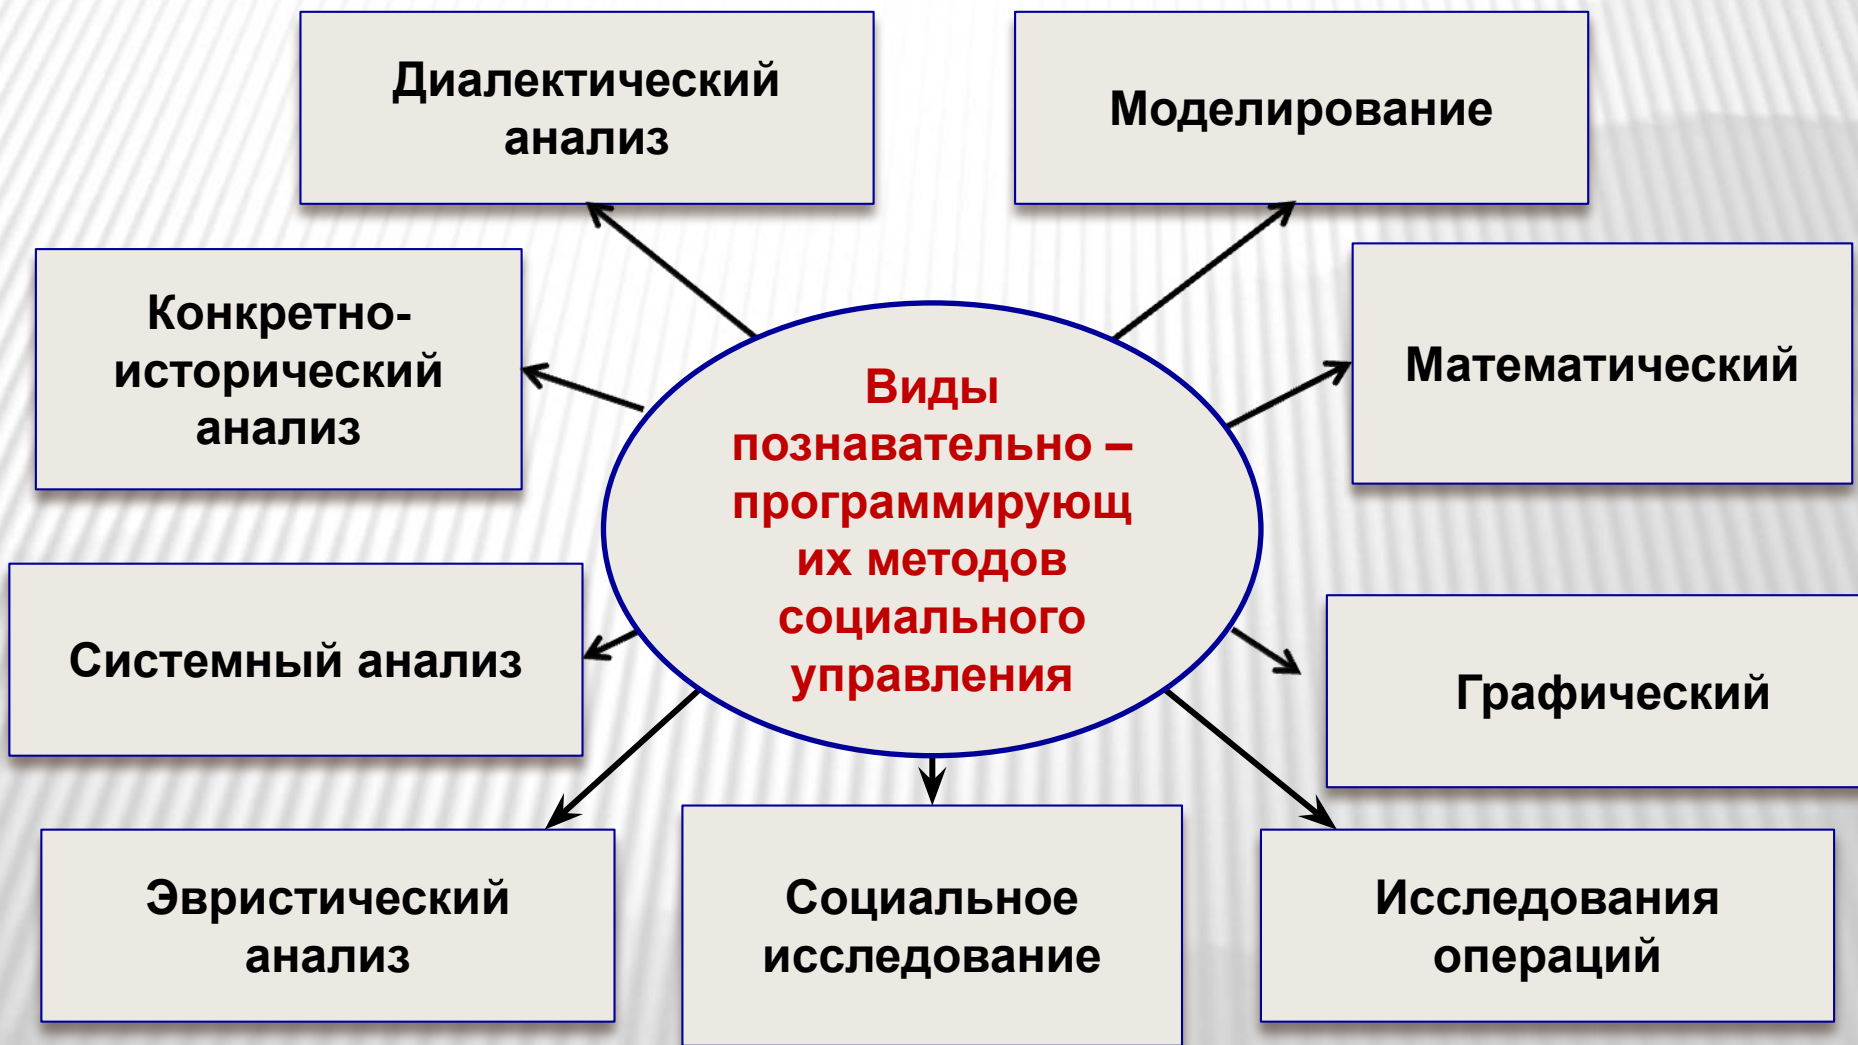 Диалектический
анализ
Моделирование
Конкретно-
исторический
анализ
Математический
Виды
познавательно –
программирующ
их методов
социального
управления
Системный анализ
Графический
Эвристический
анализ
Социальное
исследование
Исследования
операций